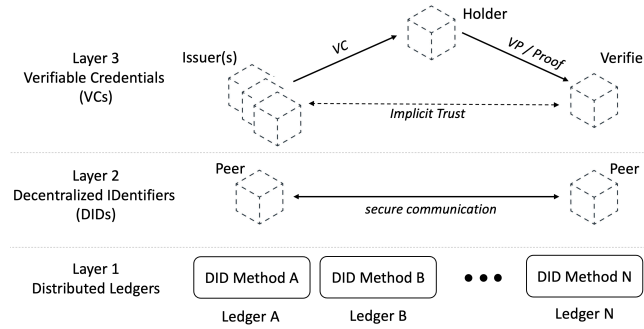 Holder
Layer 3
Verifiable Credentials
(VCs)
Issuer(s)
VC
VP / Proof
Verifie
Implicit Trust
Layer 2
Decentralized IDentifiers
(DIDs)
Peer
Peer
secure communication
Layer 1
Distributed Ledgers
DID Method A
DID Method B
DID Method N
Ledger A
Ledger B
Ledger N